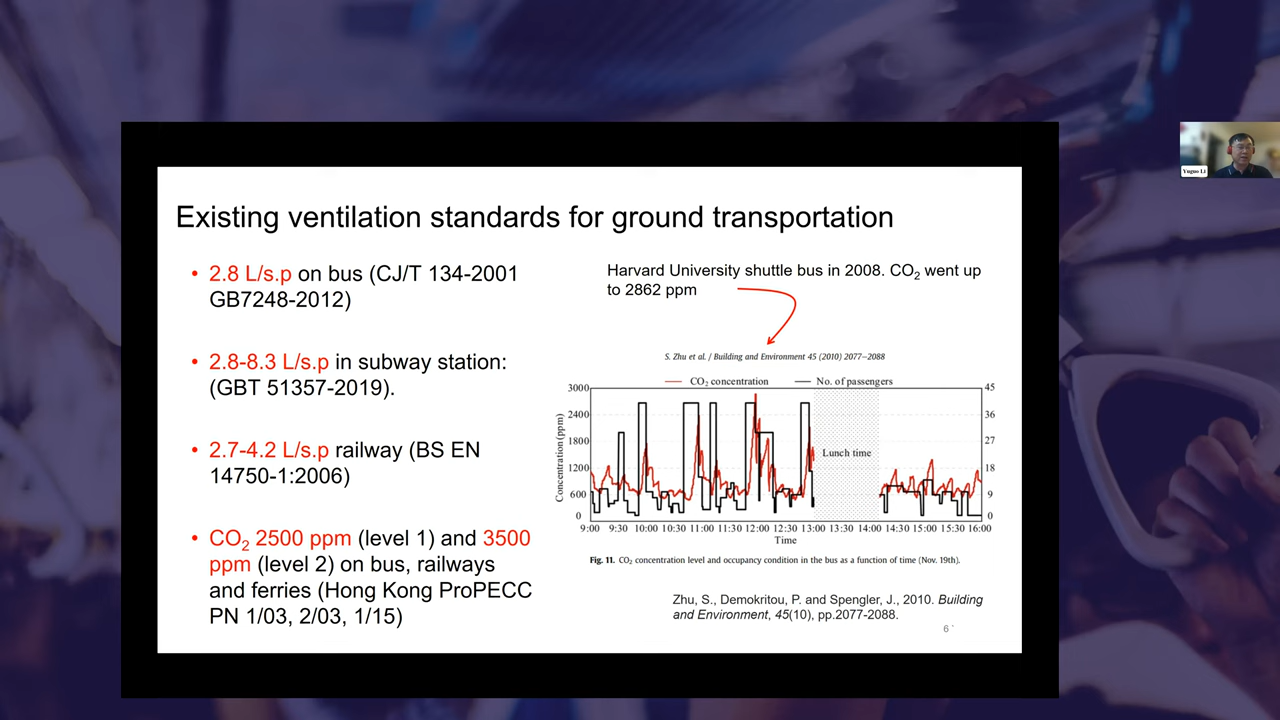 Existing ventilation standards for ground transportation
• 2.8 L/s.p on bus (CJ/T 134-2001
GB7248-2012)
• 2.8-8.3 L/s.p in subway station:
(GBT 51357-2019).
• 2.7-4.2 L/s.p railway (BS EN
14750-1:2006)
• CO2 2500 ppm (level 1) and 3500
ppm (level 2) on bus, railways
and ferries (Hong Kong ProPECC
PN 1/03, 2/03, 1/15)
Harvard University shuttle bus in 2008. CO2 went up
to 2862 ppm
S. Zhu et al. / Building and Environment 45 (2010) 2077–2088
CO2 concentration No. of passengers
Concentration(ppm)
3000
2400
1800
1200
600
0
45
36
27
18
9
0
Lunch time
9:00 9:30 10:00 10:30 11:00 11:30 12:00 12:30 13:00 13:30 14:00 14:30 15:00 15:30 16:00
Time
Fig. 11. CO2 concentration level and occupancy condition in the bus as a function of time (Nov. 19th).
Zhu, S., Demokritou, P. and Spengler, J., 2010. Building
and Environment, 45(10), pp.2077-2088.
6
Yuguo Li